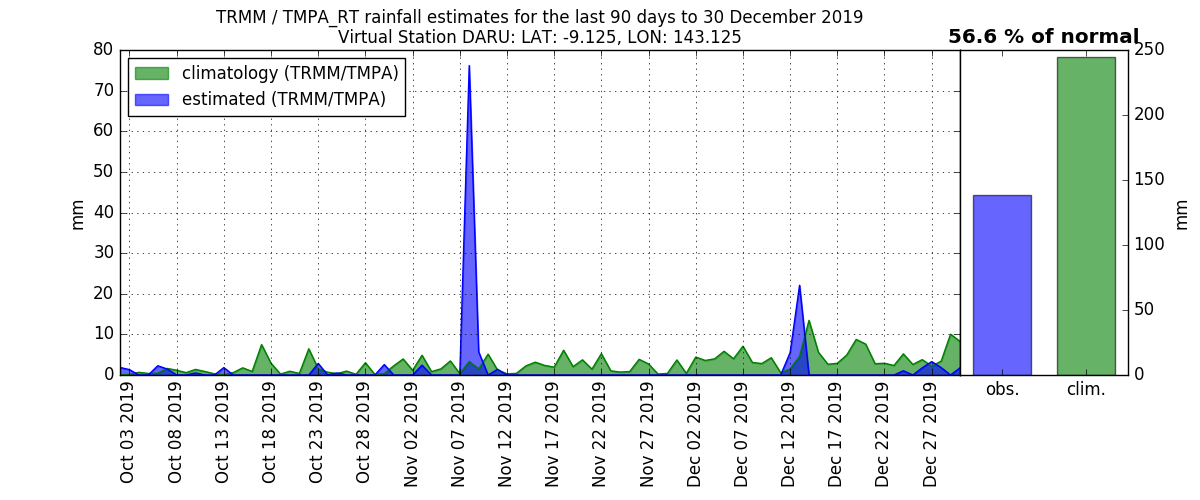 TRMM / TMPA_RT rainfall estimates for the last 90 days to 30 December 2019
Virtual Station DARU: LAT: -9.125, LON: 143.125
56.6 % of normal
climatology (TRMM/TMPA)
estimated (TRMM/TMPA)
mm
80
70
60
50
40
30
20
10
0
Oct 03 2019
Oct 08 2019
Oct 13 2019
Oct 18 2019
Oct 23 2019
Oct 28 2019
Nov 02 2019
Nov 07 2019
Nov 12 2019
Nov 17 2019
Nov 22 2019
Nov 27 2019
Dec 02 2019
Dec 07 2019
Dec 12 2019
Dec 17 2019
Dec 22 2019
Dec 27 2019
obs.
clim.
250
200
150
100
50
0
mm